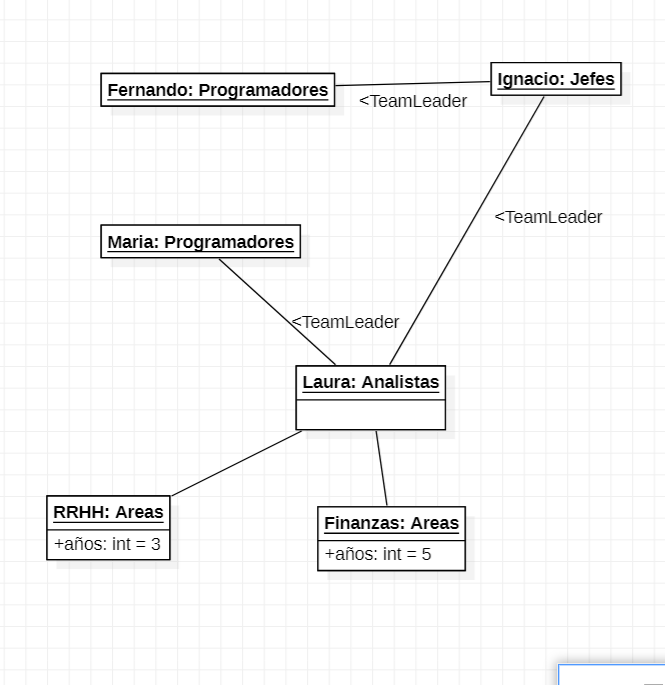 Ignacio: Jefes
Fernando: Programadores
<TeamLeader
<TeamLeader
Maria: Programadores
<TeamLeader
Laura: Analistas
RRHH: Areas
+años: int = 3
Finanzas: Areas
+años: int = 5